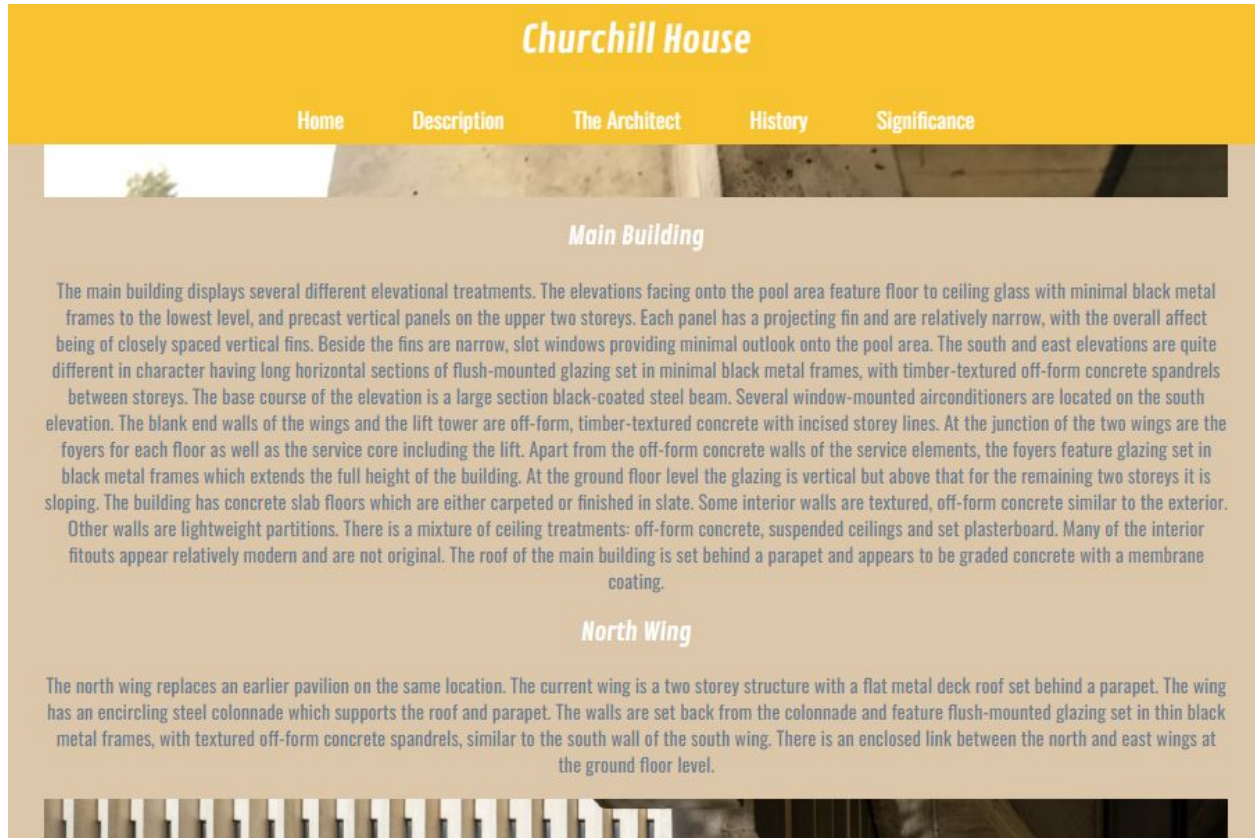 Churchill House
Home Description The Architect History Significance
Main Building
The main building displays several different elevational treatments. The elevations facing onto the pool area feature floor to ceiling glass with minimal black metal
frames to the lowest level, and precast vertical panels on the upper two storeys. Each panel has a projecting fin and are relatively narrow, with the overall affect
being of closely spaced vertical fins. Beside the fins are narrow, slot windows providing minimal outlook onto the pool area. The south and east elevations are quite
different in character having long horizontal sections of flush-mounted glazing set in minimal black metal frames, with timber-textured off-form concrete spandrels
between storeys. The base course of the elevation is a large section black-coated steel beam. Several window-mounted airconditioners are located on the south
elevation. The blank end walls of the wings and the lift tower are off-form, timber-textured concrete with incised storey lines. At the junction of the two wings are the
foyers for each floor as well as the service core including the lift. Apart from the off-form concrete walls of the service elements, the foyers feature glazing set in
black metal frames which extends the full height of the building. At the ground floor level the glazing is vertical but above that for the remaining two storeys it is
sloping. The building has concrete slab floors which are either carpeted or finished in slate. Some interior walls are textured, off-form concrete similar to the exterior.
Other walls are lightweight partitions. There is a mixture of ceiling treatments: off-form concrete, suspended ceilings and set plasterboard. Many of the interior
fitouts appear relatively modern and are not original. The roof of the main building is set behind a parapet and appears to be graded concrete with a membrane
coating.
North Wing
The north wing replaces an earlier pavilion on the same location. The current wing is a two storey structure with a flat metal deck roof set behind a parapet. The wing
has an encircling steel colonnade which supports the roof and parapet. The walls are set back from the colonnade and feature flush-mounted glazing set in thin black
metal frames, with textured off-form concrete spandrels, similar to the south wall of the south wing. There is an enclosed link between the north and east wings at
the ground floor level.